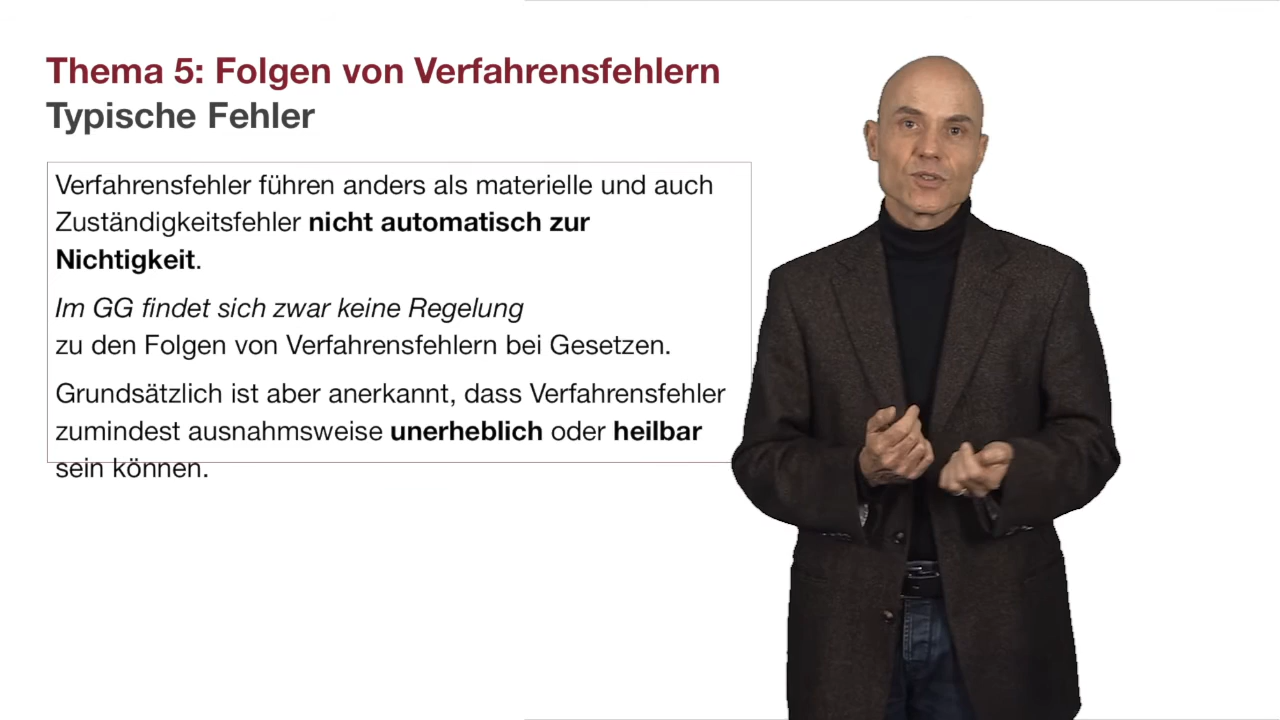 Thema 5: Folgen von Verfahrensfehlern
Typische Fehler
Verfahrensfehler führen anders als materielle und auch
Zuständigkeitsfehler nicht automatisch zur
Nichtigkeit.
Im GG findet sich zwar keine Regelung
zu den Folgen von Verfahrensfehlern bei Gesetzen.
Grundsätzlich ist aber anerkannt, dass Verfahrensfehler
zumindest ausnahmsweise unerheblich oder heilbar
sein können.